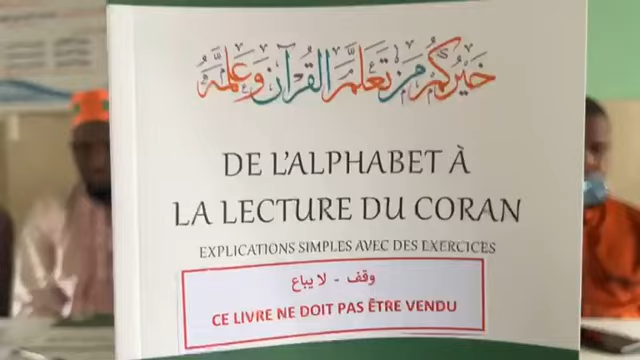 خيركم من تعلم القرآن وعلمه
DE L'ALPHABET À
LA LECTURE DU CORAN
EXPLICATIONS SIMPLES AVEC DES EXERCICES
وقف - لا يباع
CE LIVRE NE DOIT PAS ÊTRE VENDU